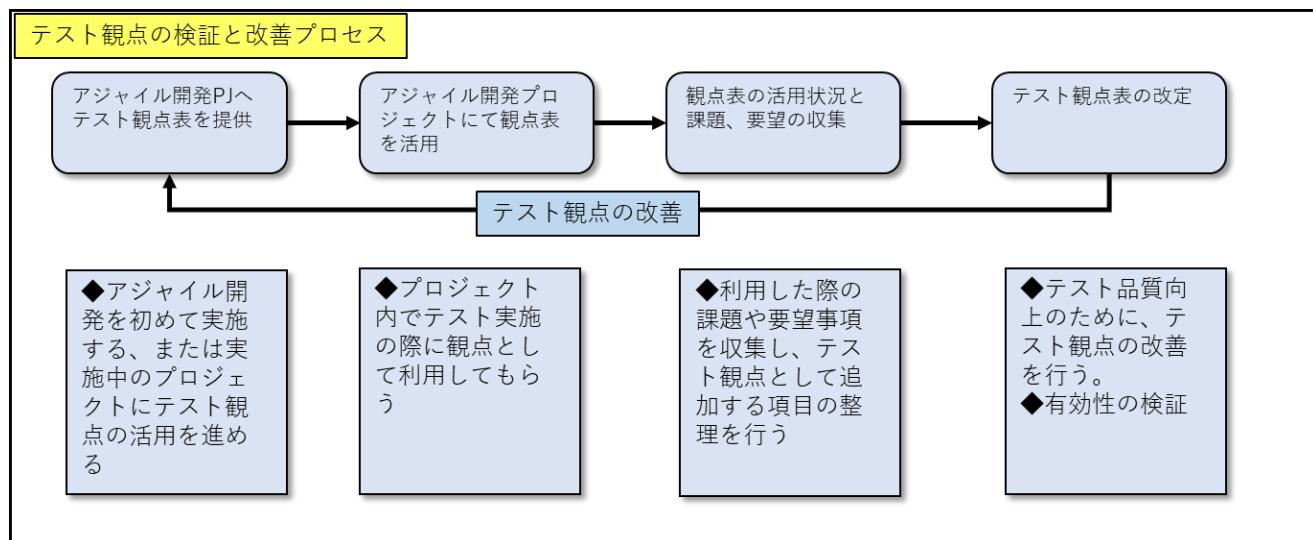 テスト観点の検証と改善プロセス
アジャイル開発PJへ
テスト観点表を提供
アジャイル開発プロ
ジェクトにて観点表
を活用
観点表の活用状況と
課題、要望の収集
テスト観点表の改定
テスト観点の改善
◆アジャイル開
発を初めて実施
する、または実
施中のプロジェ
クトにテスト観
点の活用を進め
る
◆プロジェクト
内でテスト実施
の際に観点とし
て利用してもら
う
◆利用した際の
課題や要望事項
を収集し、テス
ト観点として追
加する項目の整
理を行う
◆テスト品質向
上のために、テ
スト観点の改善
を行う。
◆有効性の検証